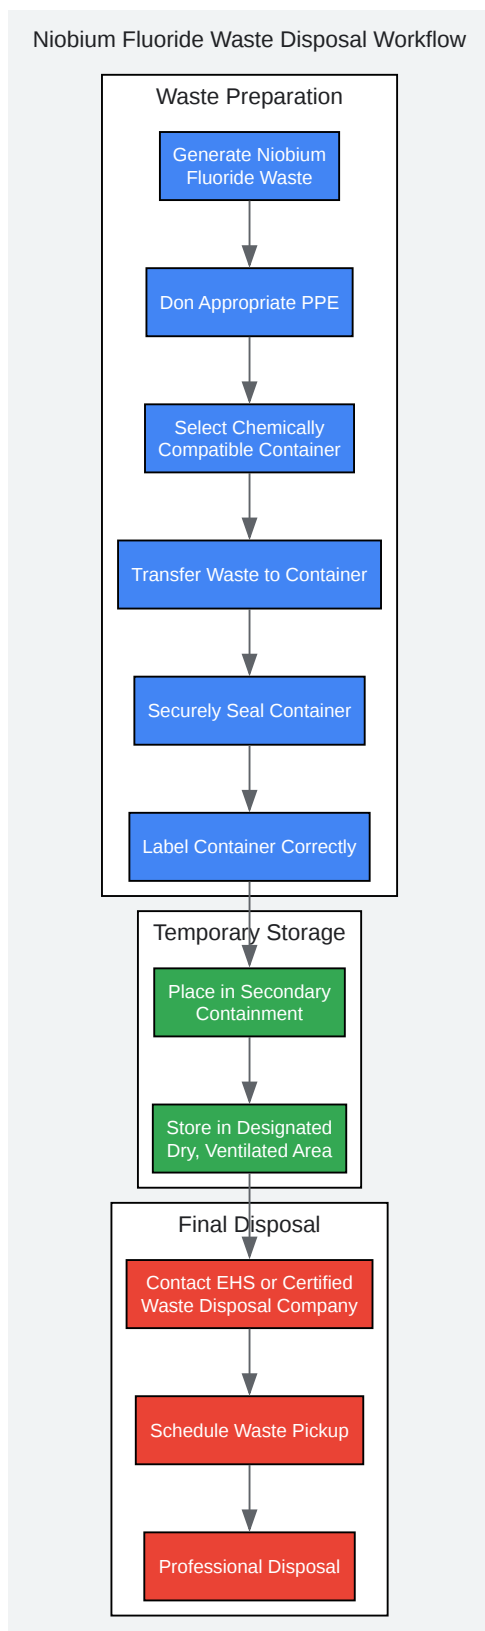 Niobium Fluoride Waste Disposal Workflow
Waste Preparation
Generate Niobium
Fluoride Waste
Don Appropriate PPE
Select Chemically
Compatible Container
Transfer Waste to Container
Securely Seal Container
Label Container Correctly
Temporary Storage
Place in Secondary
Containment
Store in Designated
Dry, Ventilated Area
Final Disposal
Contact EHS or Certified
Waste Disposal Company
Schedule Waste Pickup
Professional Disposal